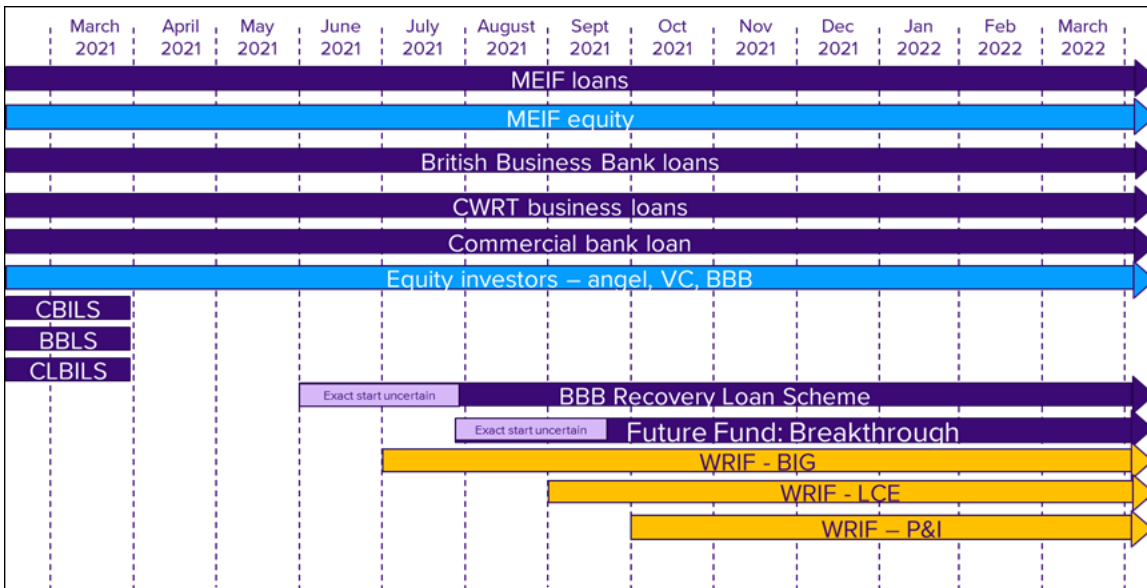 March April May June July August Sept Oct Nov Dec Jan Feb March
2021 2021 2021 2021 2021 2021 2021 2021 2021 2021 2022 2022 2022
MEIF loans
MEIF equity
British Business Bank loans
CWRT business loans
Commercial bank loan
Equity investors – angel, VC, BBB
CBILS
BBLS
CLBILS
Exact start uncertain BBB Recovery Loan Scheme
Exact start uncertain Future Fund: Breakthrough
WRIF - BIG
WRIF - LCE
WRIF – P&I